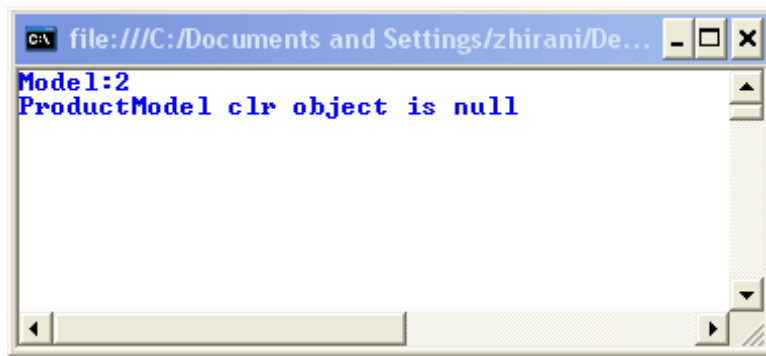 C:\ file:///C:/Documents and Settings/zhirani/De...
Model:2
ProductModel clr object is null